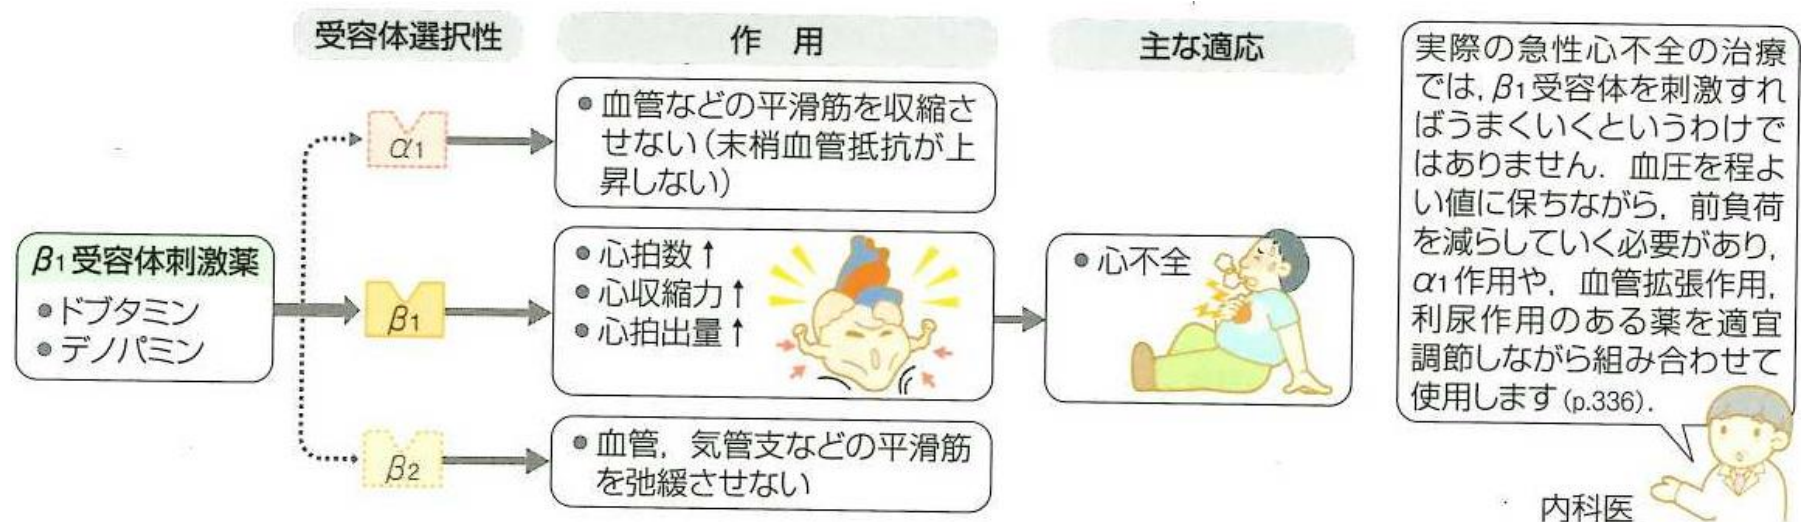 受容体選択性
作 用
主な適応
β1受容体刺激薬
●ドブタミン
●デノパミン
α1
β1
β2
●血管などの平滑筋を収縮さ
せない(末梢血管抵抗が上
昇しない)
●心拍数↑
●心収縮力↑
●心拍出量↑
●血管，気管支などの平滑筋
を弛緩させない
●心不全
実際の急性心不全の治療
では，β1受容体を刺激すれ
ばうまくいくというわけで
はありません．血圧を程よ
い値に保ちながら，前負荷
を減らしていく必要があり，
α1作用や，血管拡張作用，
利尿作用のある薬を適宜
調節しながら組み合わせて
使用します(p.336)．
内科医